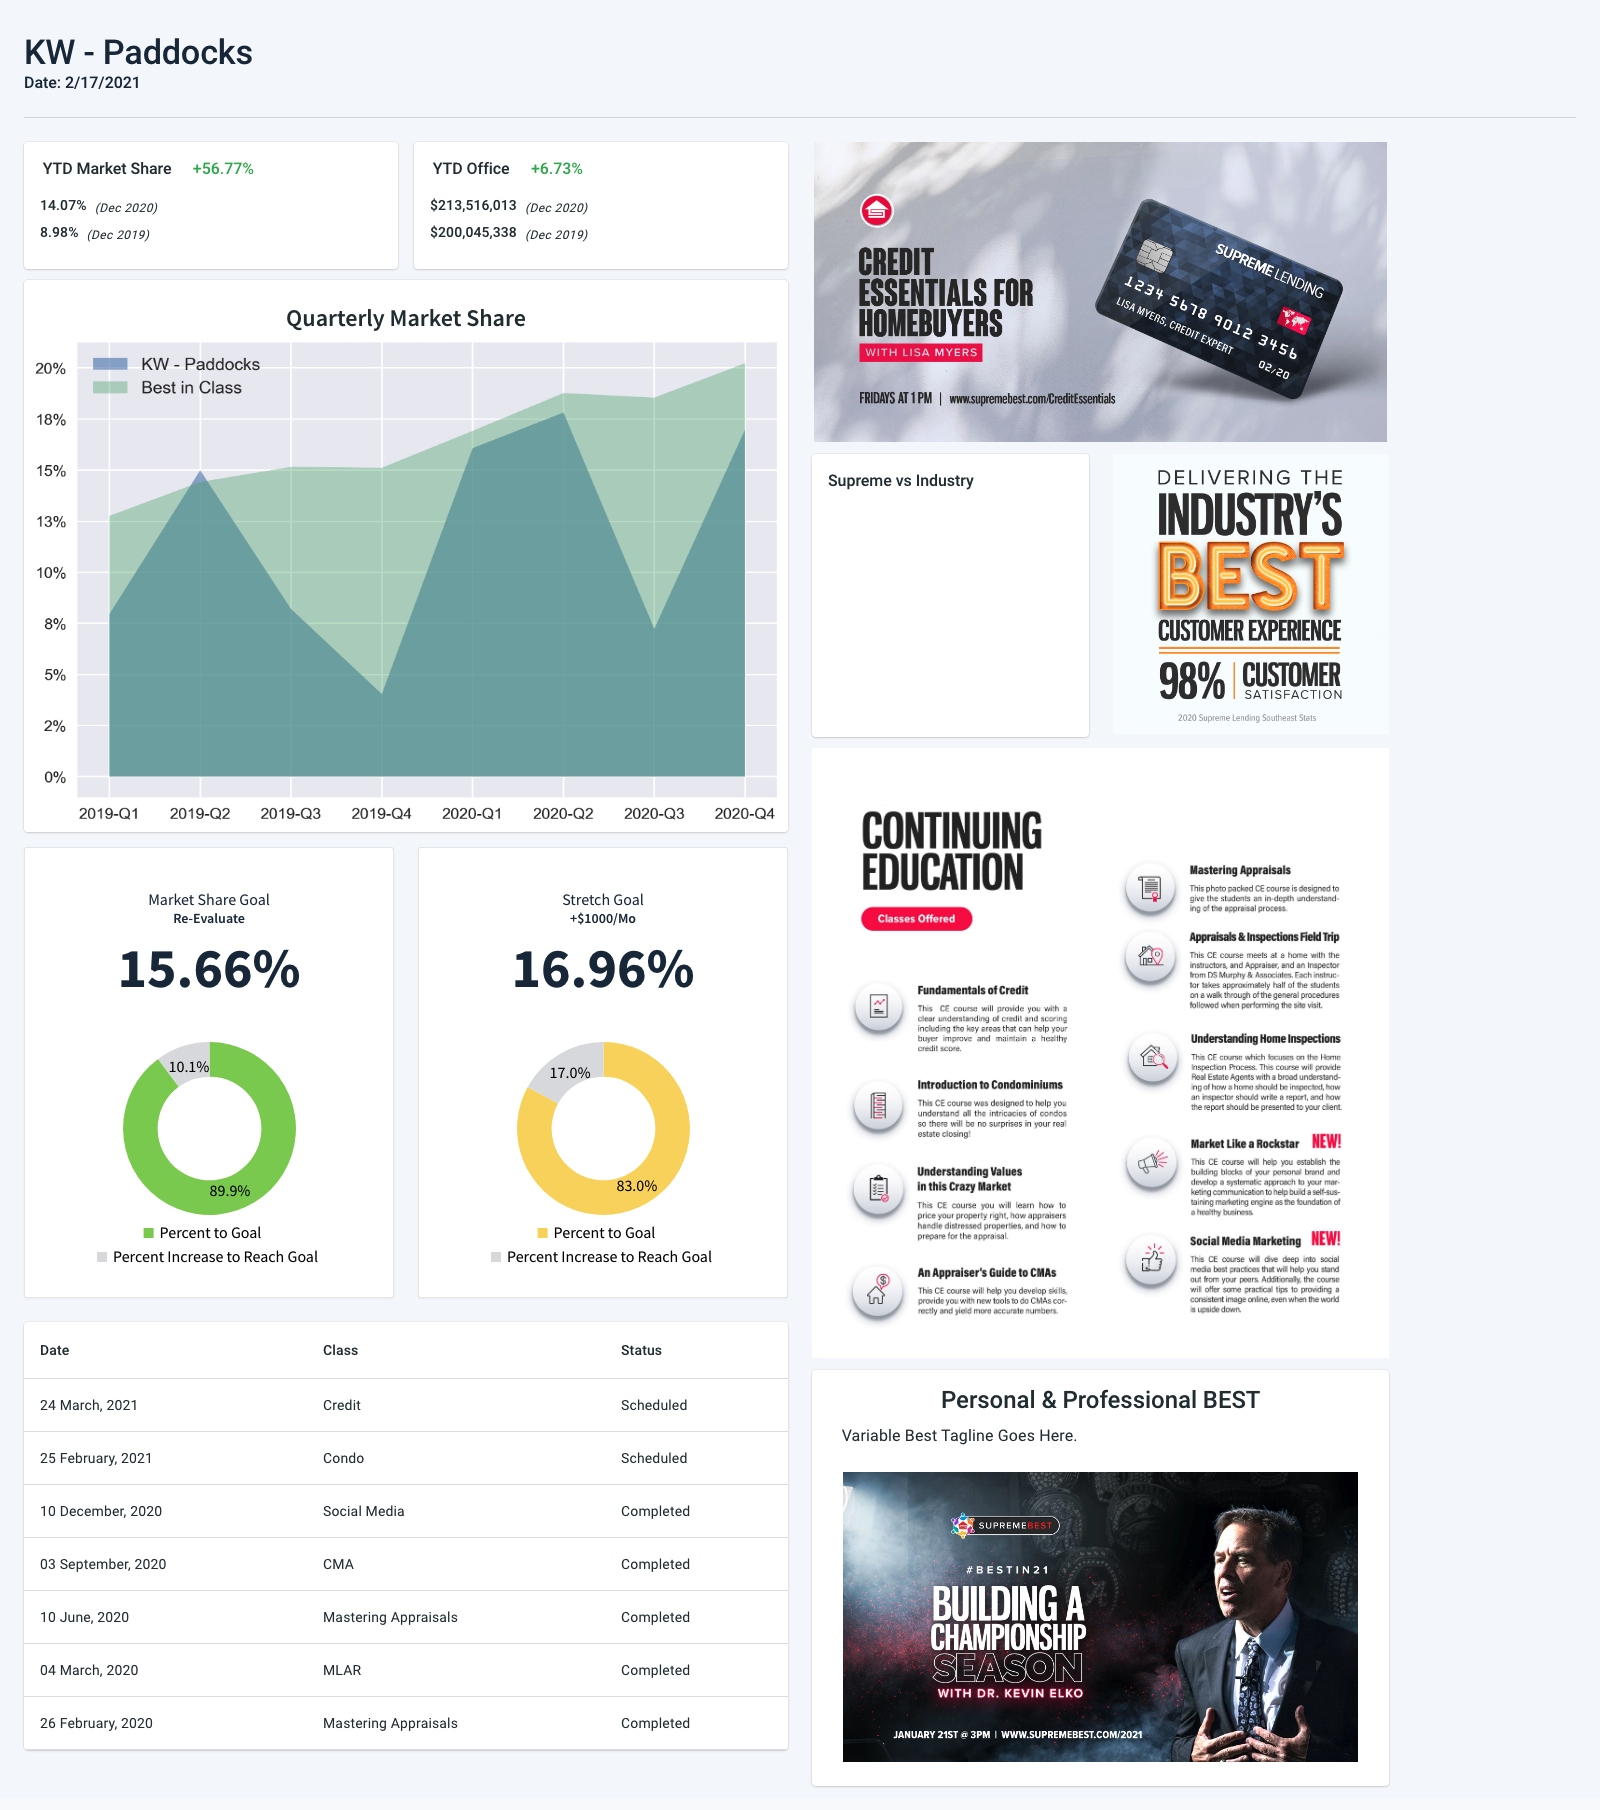 KW - Paddocks
Date: 2/17/2021
YTD Market Share +56.77%
14.07% (Dec 2020)
8.98% (Dec 2019)
YTD Office +6.73%
$213,516,013 (Dec 2020)
$200,045,338 (Dec 2019)
Quarterly Market Share
KW - Paddocks
Best in Class
20%
18%
15%
13%
10%
8%
5%
2%
0%
2019-Q1 2019-Q2 2019-Q3 2019-Q4 2020-Q1 2020-Q2 2020-Q3 2020-Q4
Market Share Goal
Re-Evaluate
15.66%
10.1%
89.9%
Percent to Goal
Percent Increase to Reach Goal
Stretch Goal
+$1000/Mo
16.96%
17.0%
83.0%
Percent to Goal
Percent Increase to Reach Goal
Date Class Status
24 March, 2021 Credit Scheduled
25 February, 2021 Condo Scheduled
10 December, 2020 Social Media Completed
03 September, 2020 CMA Completed
10 June, 2020 Mastering Appraisals Completed
04 March, 2020 MLAR Completed
26 February, 2020 Mastering Appraisals Completed
CREDIT
ESSENTIALS FOR
HOMEBUYERS
WITH LISA MYERS
FRIDAYS AT 1 PM | www.supremebest.com/CreditEssentials
SUPREME LENDING
1234 5678 9012 3456
LISA MYERS, CREDIT EXPERT
02/20
Supreme vs Industry
DELIVERING THE
INDUSTRY'S
BEST
CUSTOMER EXPERIENCE
98% | CUSTOMER
SATISFACTION
2020 Supreme Lending Southeast Stats
CONTINUING
EDUCATION
Classes Offered
Fundamentals of Credit
This CE course will provide you with a
clear understanding of credit and scoring
including the key areas that can help your
buyer improve and maintain a healthy
credit score.
Introduction to Condominiums
This CE course was designed to help you
understand all the intricacies of condos
so there will be no surprises in your real
estate closing!
Understanding Values
in this Crazy Market
This CE course you will learn how to
price your property right, how appraisers
handle distressed properties, and how to
prepare for the appraisal.
An Appraiser's Guide to CMAs
This CE course will help you develop skills,
provide you with new tools to do CMAs cor-
rectly and yield more accurate numbers.
Mastering Appraisals
This photo packed CE course is designed to
give the students an in-depth understand-
ing of the appraisal process.
Appraisals & Inspections Field Trip
This CE course meets at a home with the
instructors, and Appraiser, and an Inspector
from DS Murphy & Associates. Each instruc-
tor takes approximately half of the students
on a walk through of the general procedures
followed when performing the site visit.
Understanding Home Inspections
This CE course which focuses on the Home
Inspection Process. This course will provide
Real Estate Agents with a broad understand-
ing of how a home should be inspected, how
an inspector should write a report, and how
the report should be presented to your client.
Market Like a Rockstar NEW!
This CE course will help you establish the
building blocks of your personal brand and
develop a systematic approach to your mar-
keting communication to help build a self-sus-
taining marketing engine as the foundation of
a healthy business.
Social Media Marketing NEW!
This CE course will dive deep into social
media best practices that will help you stand
out from your peers. Additionally, the course
will offer some practical tips to providing a
consistent image online, even when the world
is upside down.
Personal & Professional BEST
Variable Best Tagline Goes Here.
SUPREMEBEST
#BESTIN21
BUILDING A
CHAMPIONSHIP
SEASON
WITH DR. KEVIN ELKO
JANUARY 21ST @ 3PM | WWW.SUPREMEBEST.COM/2021